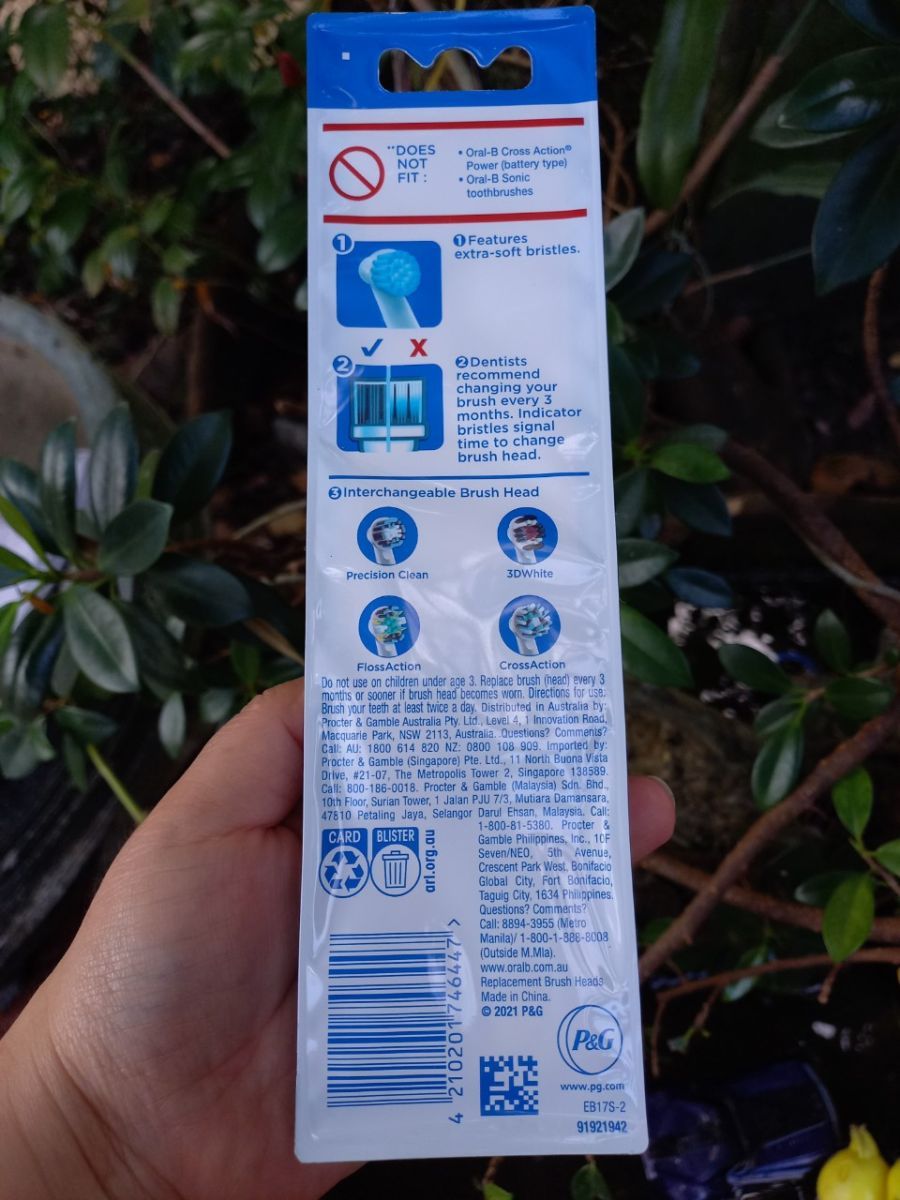 **DOES
NOT
FIT :
• Oral-B Cross Action®
Power (battery type)
• Oral-B Sonic
toothbrushes
1
1 Features
extra-soft bristles.
✓ X
2
2 Dentists
recommend
changing your
brush every 3
months. Indicator
bristles signal
time to change
brush head.
3 Interchangeable Brush Head
Precision Clean
3DWhite
FlossAction
CrossAction
Do not use on children under age 3. Replace brush (head) every 3
months or sooner if brush head becomes worn. Directions for use:
Brush your teeth at least twice a day. Distributed in Australia by:
Procter & Gamble Australia Pty. Ltd., Level 4, 1 Innovation Road,
Macquarie Park, NSW 2113, Australia. Questions? Comments?
Call: AU: 1800 614 820 NZ: 0800 108 909. Imported by:
Procter & Gamble (Singapore) Pte. Ltd., 11 North Buona Vista
Drive, #21-07, The Metropolis Tower 2, Singapore 138589.
Call: 800-186-0018. Procter & Gamble (Malaysia) Sdn. Bhd.,
10th Floor, Surian Tower, 1 Jalan PJU 7/3, Mutiara Damansara,
47810 Petaling Jaya, Selangor Darul Ehsan, Malaysia. Call:
1-800-81-5380. Procter &
Gamble Philippines, Inc., 10F
Seven/NEO, 5th Avenue,
Crescent Park West, Bonifacio
Global City, Fort Bonifacio,
Taguig City, 1634 Philippines.
Questions? Comments?
Call: 8894-3955 (Metro
Manila)/ 1-800-1-888-8008
(Outside M.Mla).
www.oralb.com.au
Replacement Brush Heads
Made in China.
© 2021 P&G
CARD
BLISTER
arl.org.au
4 210201 746447 >
P&G
www.pg.com
EB17S-2
91921942